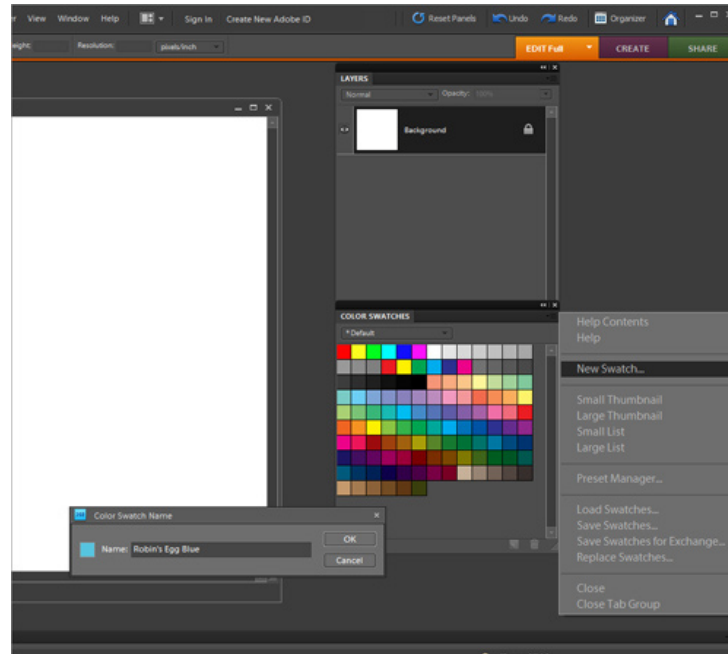 View Window Help Sign In Create New Adobe ID Reset Panels Undo Redo Organizer
eight: Resolution: pixels/inch EDIT Full CREATE SHARE
LAYERS
Normal Opacity: 100%
Background
COLOR SWATCHES
*Default
Help Contents
Help
New Swatch...
Small Thumbnail
Large Thumbnail
Small List
Large List
Preset Manager...
Load Swatches...
Save Swatches...
Save Swatches for Exchange...
Replace Swatches...
Close
Close Tab Group
Color Swatch Name
Name: Robin's Egg Blue
OK
Cancel